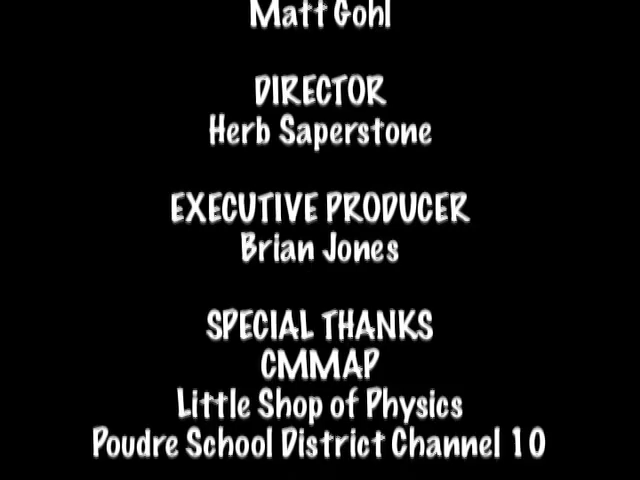 Matt Gohl
DIRECTOR
Herb Saperstone
EXECUTIVE PRODUCER
Brian Jones
SPECIAL THANKS
CMMAP
Little Shop of Physics
Poudre School District Channel 10